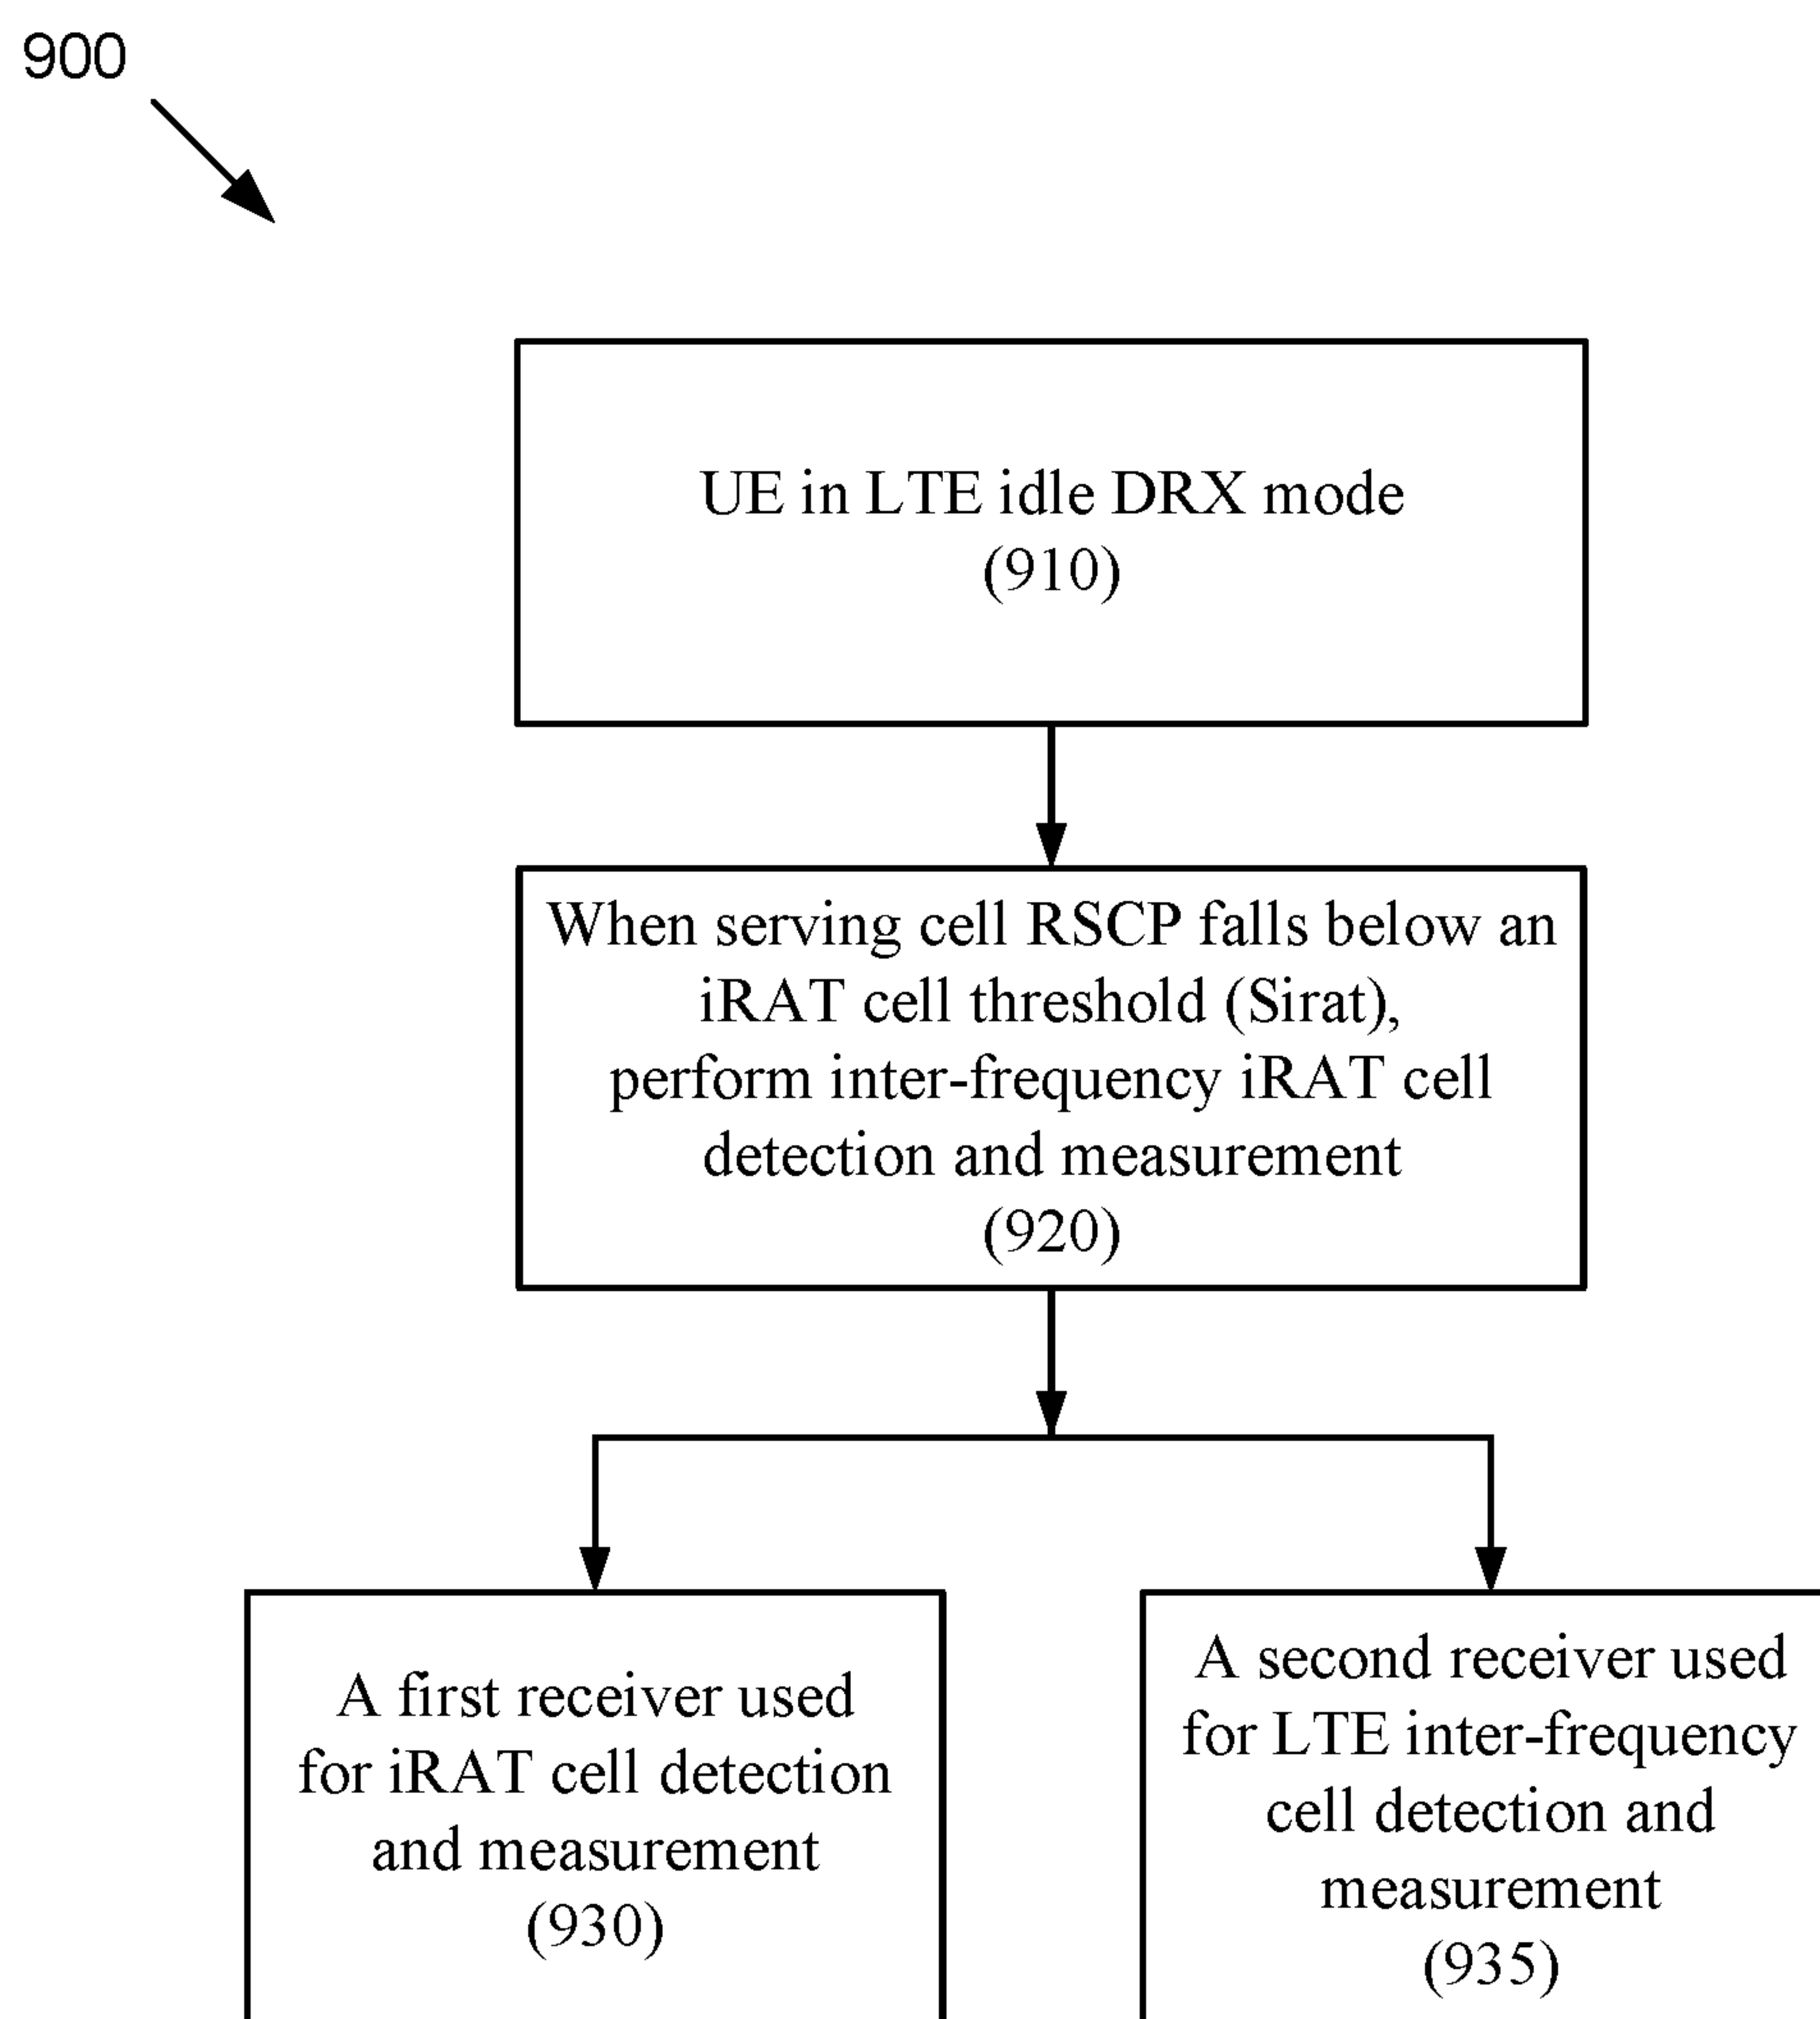 900
UE in LTE idle DRX mode
(910)
When serving cell RSCP falls below an
iRAT cell threshold (Sirat),
perform inter-frequency iRAT cell
detection and measurement
(920)
A first receiver used
for iRAT cell detection
and measurement
(930)
A second receiver used
for LTE inter-frequency
cell detection and
measurement
(935)